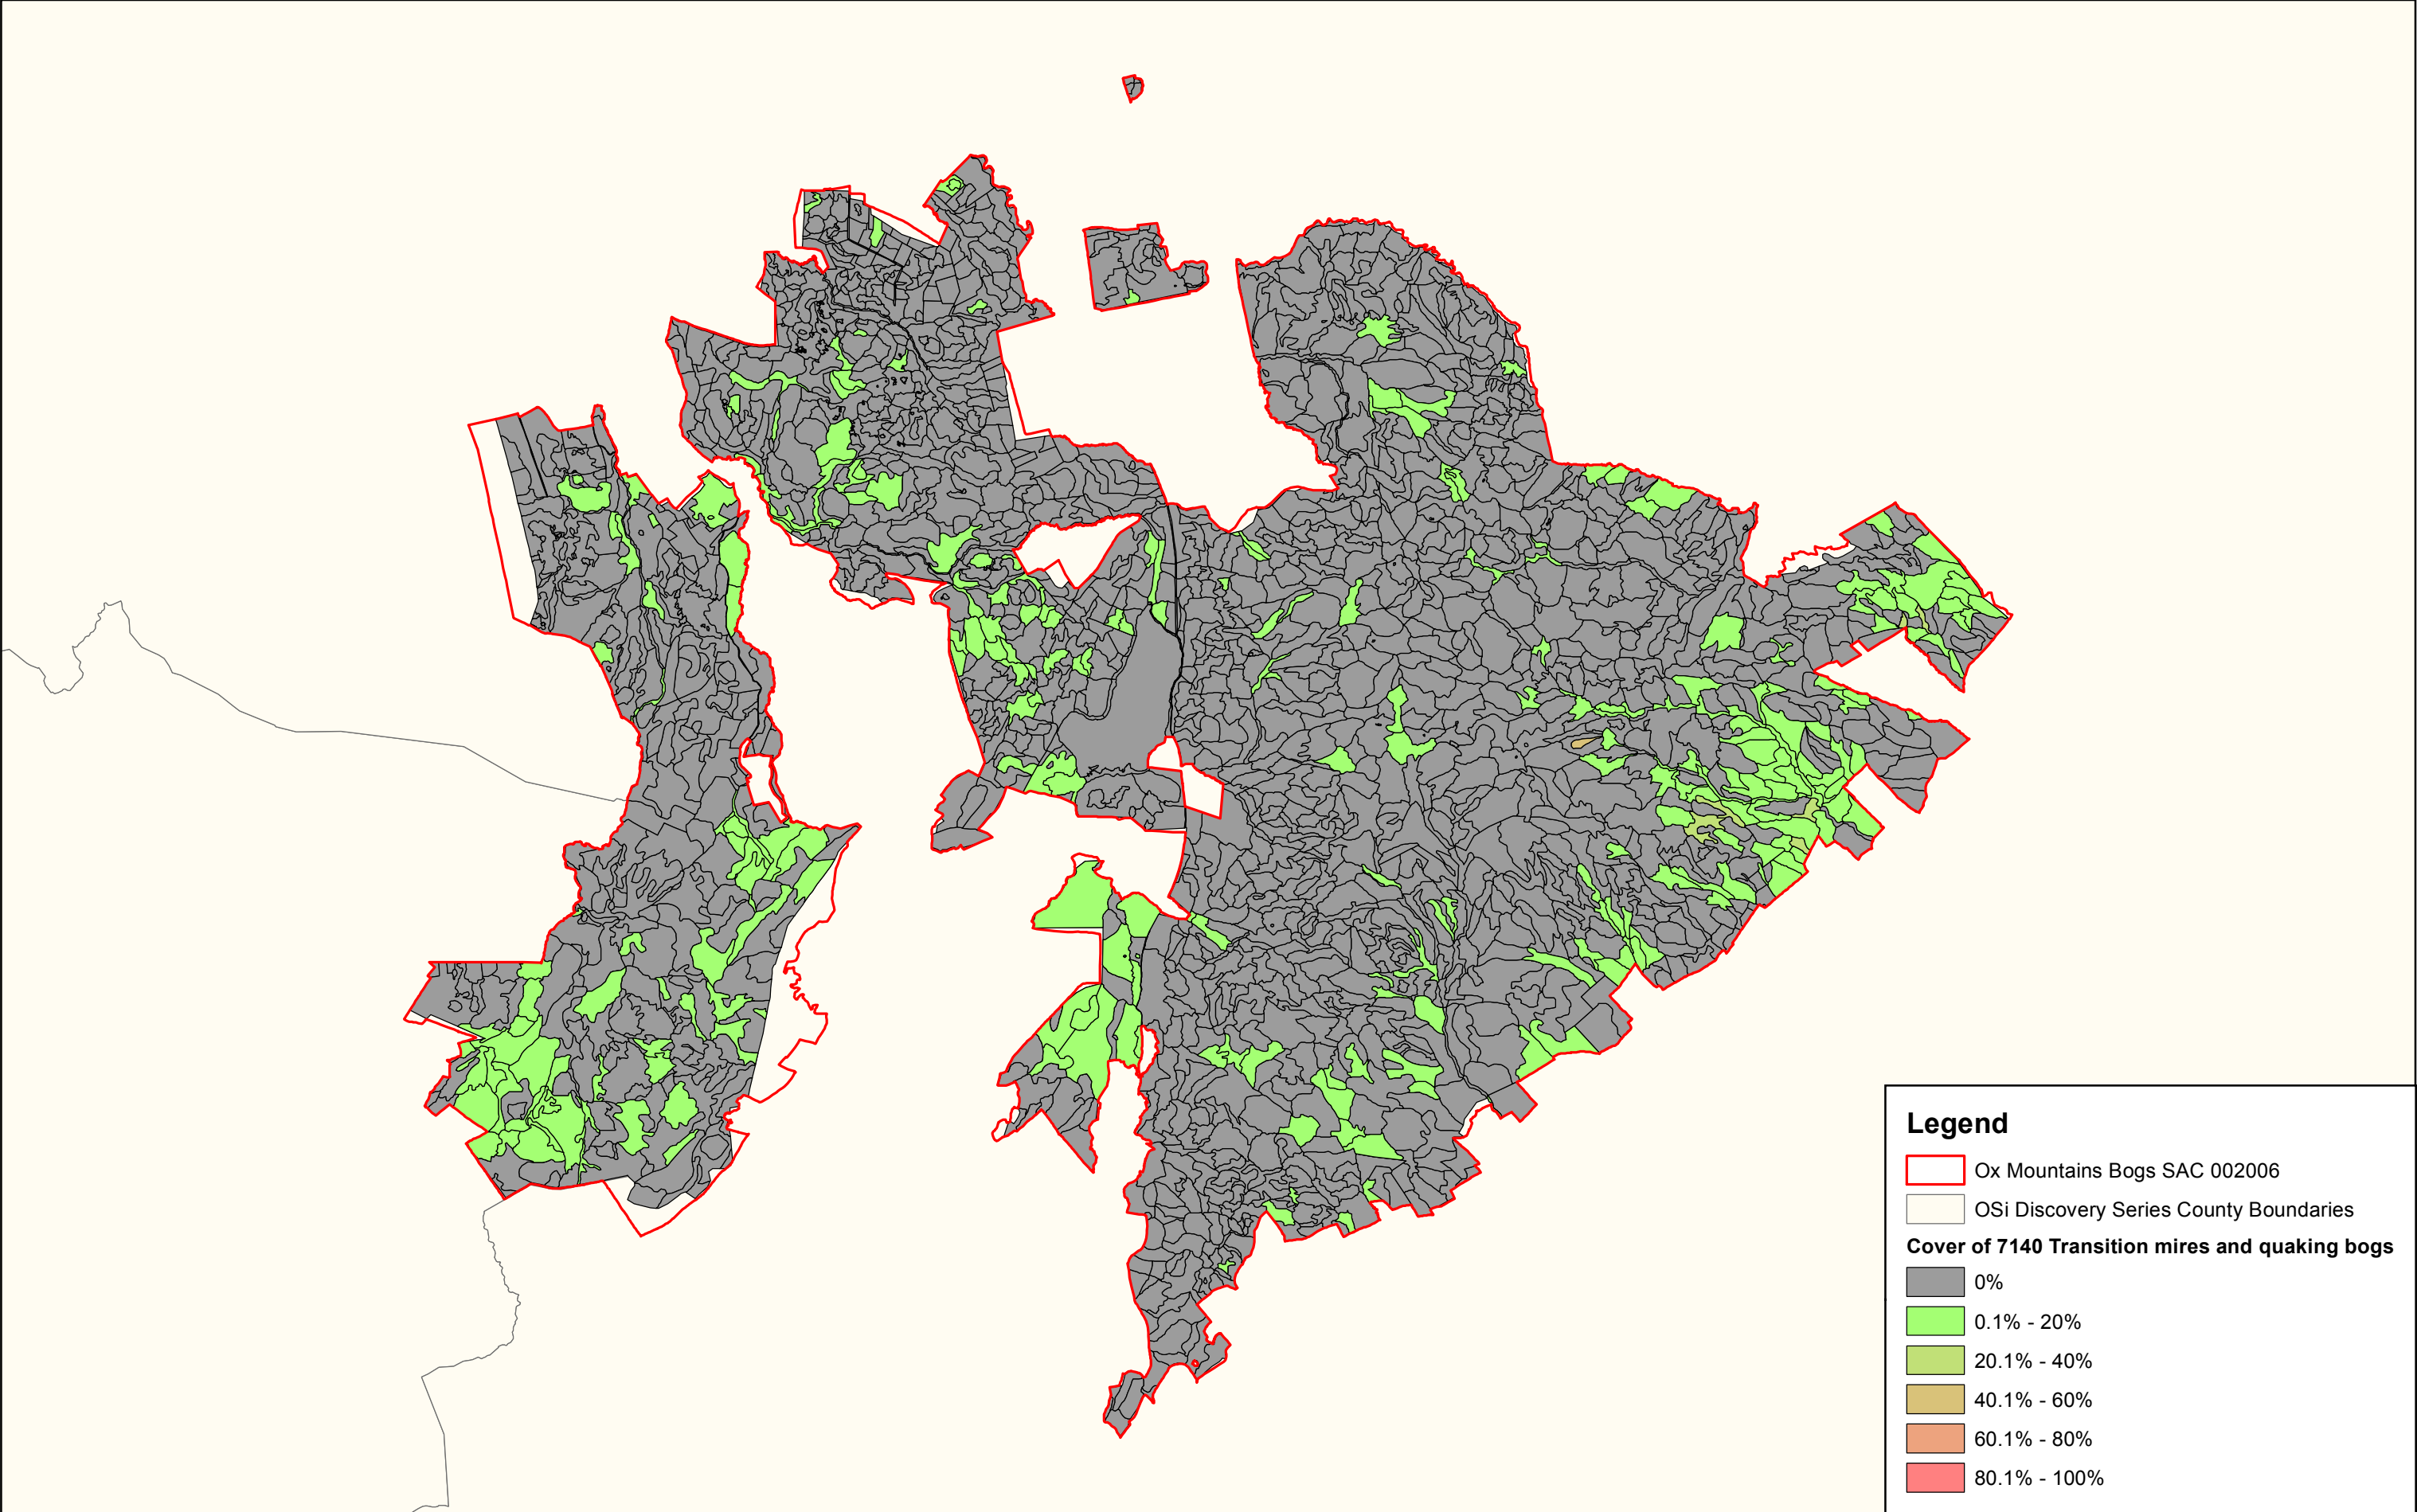 Legend
Ox Mountains Bogs SAC 002006
OSi Discovery Series County Boundaries
Cover of 7140 Transition mires and quaking bogs
0%
0.1% - 20%
20.1% - 40%
40.1% - 60%
60.1% - 80%
80.1% - 100%